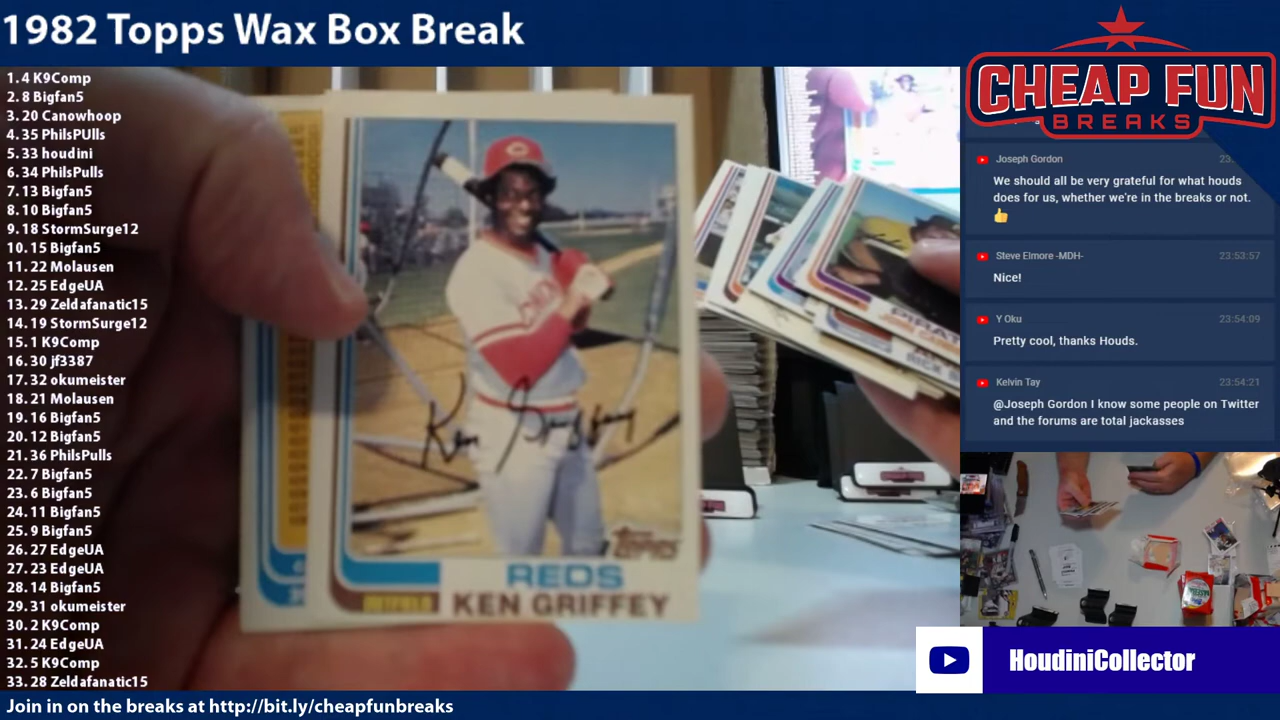 1982 Topps Wax Box Break
1. 4 K9Comp
2. 8 Bigfan5
3. 20 Canowhoop
4. 35 PhilsPUlls
5. 33 houdini
6. 34 PhilsPulls
7. 13 Bigfan5
8. 10 Bigfan5
9. 18 StormSurge12
10. 15 Bigfan5
11. 22 Molausen
12. 25 EdgeUA
13. 29 Zeldafanatic15
14. 19 StormSurge12
15. 1 K9Comp
16. 30 jf3387
17. 32 okumeister
18. 21 Molausen
19. 16 Bigfan5
20. 12 Bigfan5
21. 36 PhilsPulls
22. 7 Bigfan5
23. 6 Bigfan5
24. 11 Bigfan5
25. 9 Bigfan5
26. 27 EdgeUA
27. 23 EdgeUA
28. 14 Bigfan5
29. 31 okumeister
30. 2 K9Comp
31. 24 EdgeUA
32. 5 K9Comp
33. 28 Zeldafanatic15
Join in on the breaks at http://bit.ly/cheapfunbreaks
Ken Griffey
Topps
REDS
OUTFIELD
KEN GRIFFEY
CHEAP FUN
BREAKS
Joseph Gordon
We should all be very grateful for what houds
does for us, whether we're in the breaks or not.
👍
Steve Elmore -MDH- 23:53:57
Nice!
Y Oku 23:54:09
Pretty cool, thanks Houds.
Kelvin Tay 23:54:21
@Joseph Gordon I know some people on Twitter
and the forums are total jackasses
HoudiniCollector